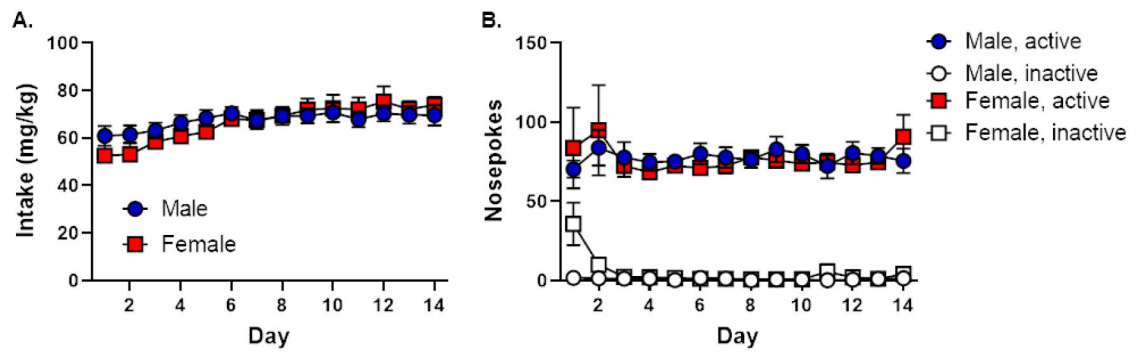 A.
100
80
60
40
20
0
Intake (mg/kg)
Male
Female
2 4 6 8 10 12 14
Day
B.
150
100
50
0
Nosepokes
2 4 6 8 10 12 14
Day
Male, active
Male, inactive
Female, active
Female, inactive